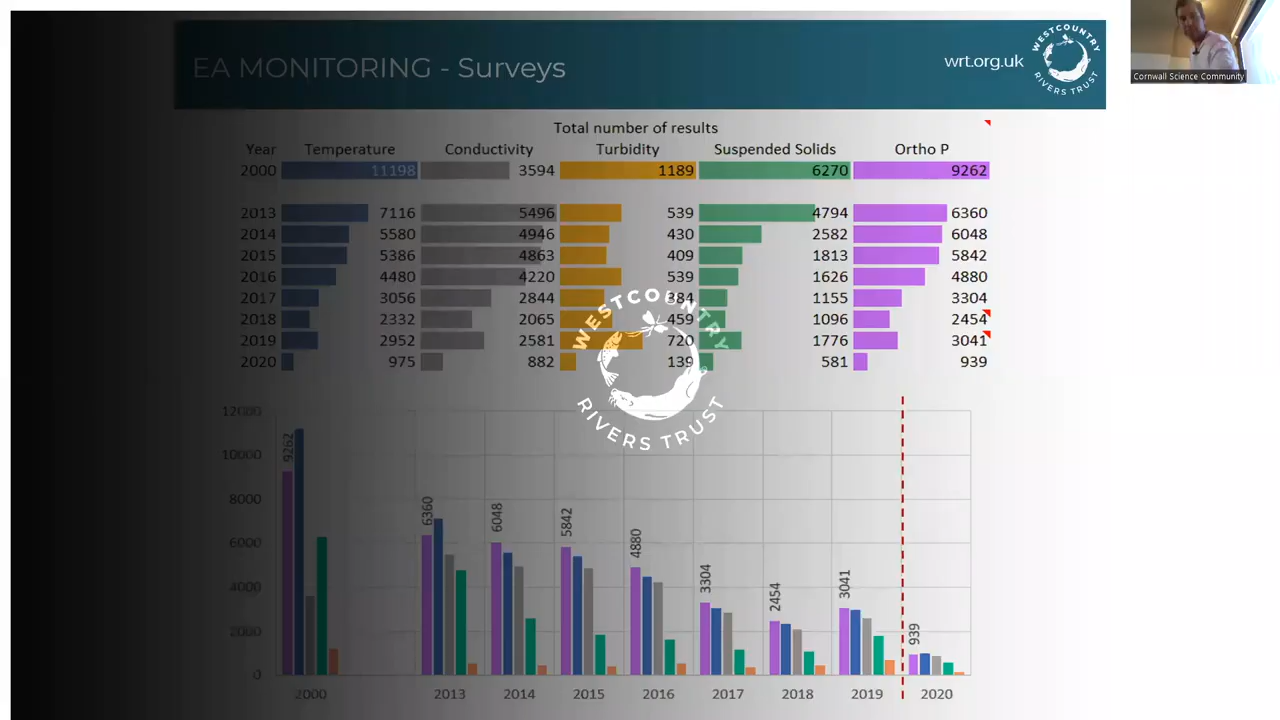 EA MONITORING - Surveys
wrt.org.uk
WESTCOUNTRY
RIVERS TRUST
Cornwall Science Community
Total number of results
Year Temperature Conductivity Turbidity Suspended Solids Ortho P
2000 11198 3594 1189 6270 9262
2013 7116 5496 539 4794 6360
2014 5580 4946 430 2582 6048
2015 5386 4863 409 1813 5842
2016 4480 4220 539 1626 4880
2017 3056 2844 384 1155 3304
2018 2332 2065 459 1096 2454
2019 2952 2581 720 1776 3041
2020 975 882 139 581 939
WESTCOUNTRY
RIVERS TRUST
12000
10000
8000
6000
4000
2000
0
9262
6360
6048
5842
4880
3304
2454
3041
939
2000 2013 2014 2015 2016 2017 2018 2019 2020